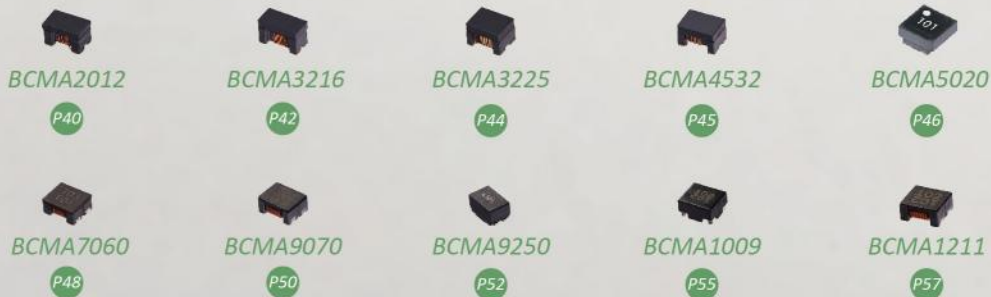 101
BCMA2012 BCMA3216 BCMA3225 BCMA4532 BCMA5020
P40 P42 P44 P45 P46
BCMA7060 BCMA9070 BCMA9250 BCMA1009 BCMA1211
P48 P50 P52 P55 P57